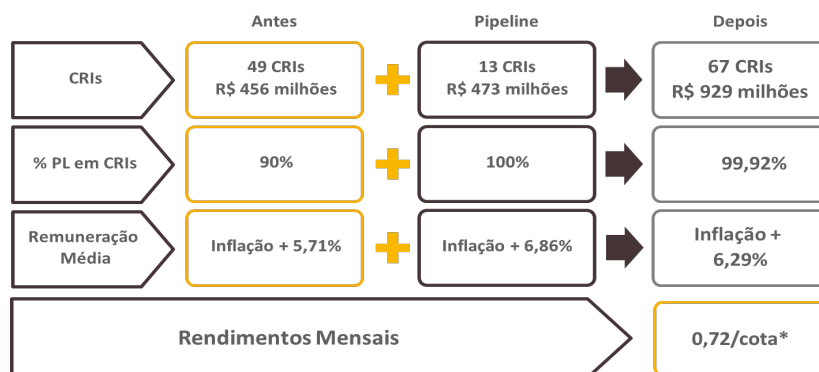 Antes Pipeline Depois
CRIs
49 CRIs
R$ 456 milhões
13 CRIs
R$ 473 milhões
67 CRIs
R$ 929 milhões
% PL em CRIs
90%
100%
99,92%
Remuneração
Média
Inflação + 5,71%
Inflação + 6,86%
Inflação +
6,29%
Rendimentos Mensais
0,72/cota*